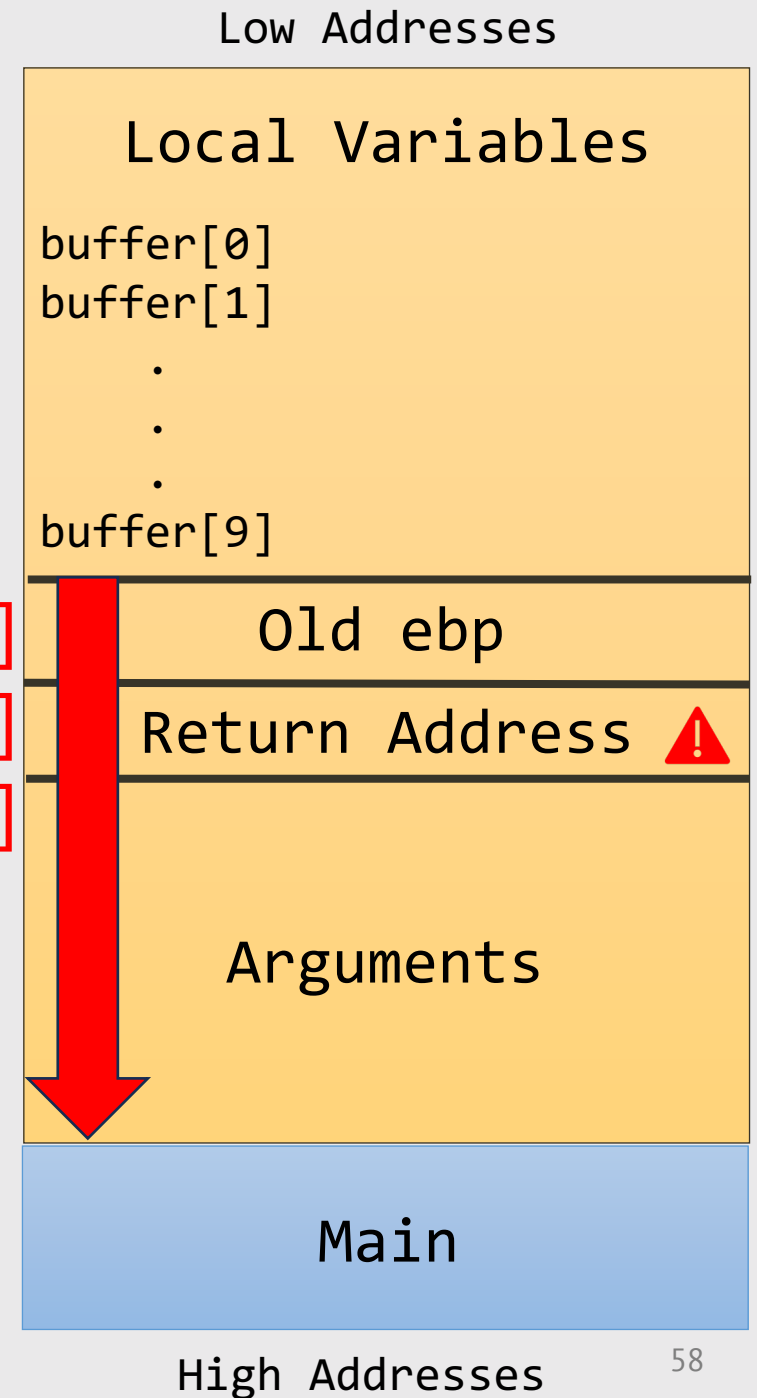 Low Addresses
Local Variables
buffer[0]
buffer[1]
.
.
.
buffer[9]
Old ebp
Return Address
Arguments
Main
High Addresses
58